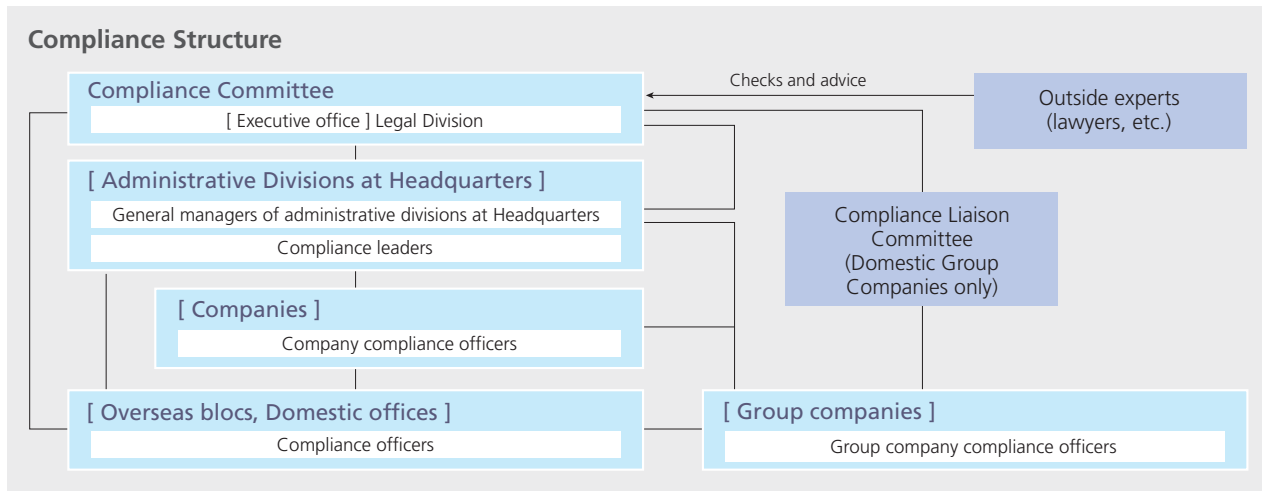 Compliance Structure
Compliance Committee
[ Executive office ] Legal Division
Checks and advice
Outside experts
(lawyers, etc.)
[ Administrative Divisions at Headquarters ]
General managers of administrative divisions at Headquarters
Compliance leaders
Compliance Liaison
Committee
(Domestic Group
Companies only)
[ Companies ]
Company compliance officers
[ Overseas blocs, Domestic offices ]
Compliance officers
[ Group companies ]
Group company compliance officers